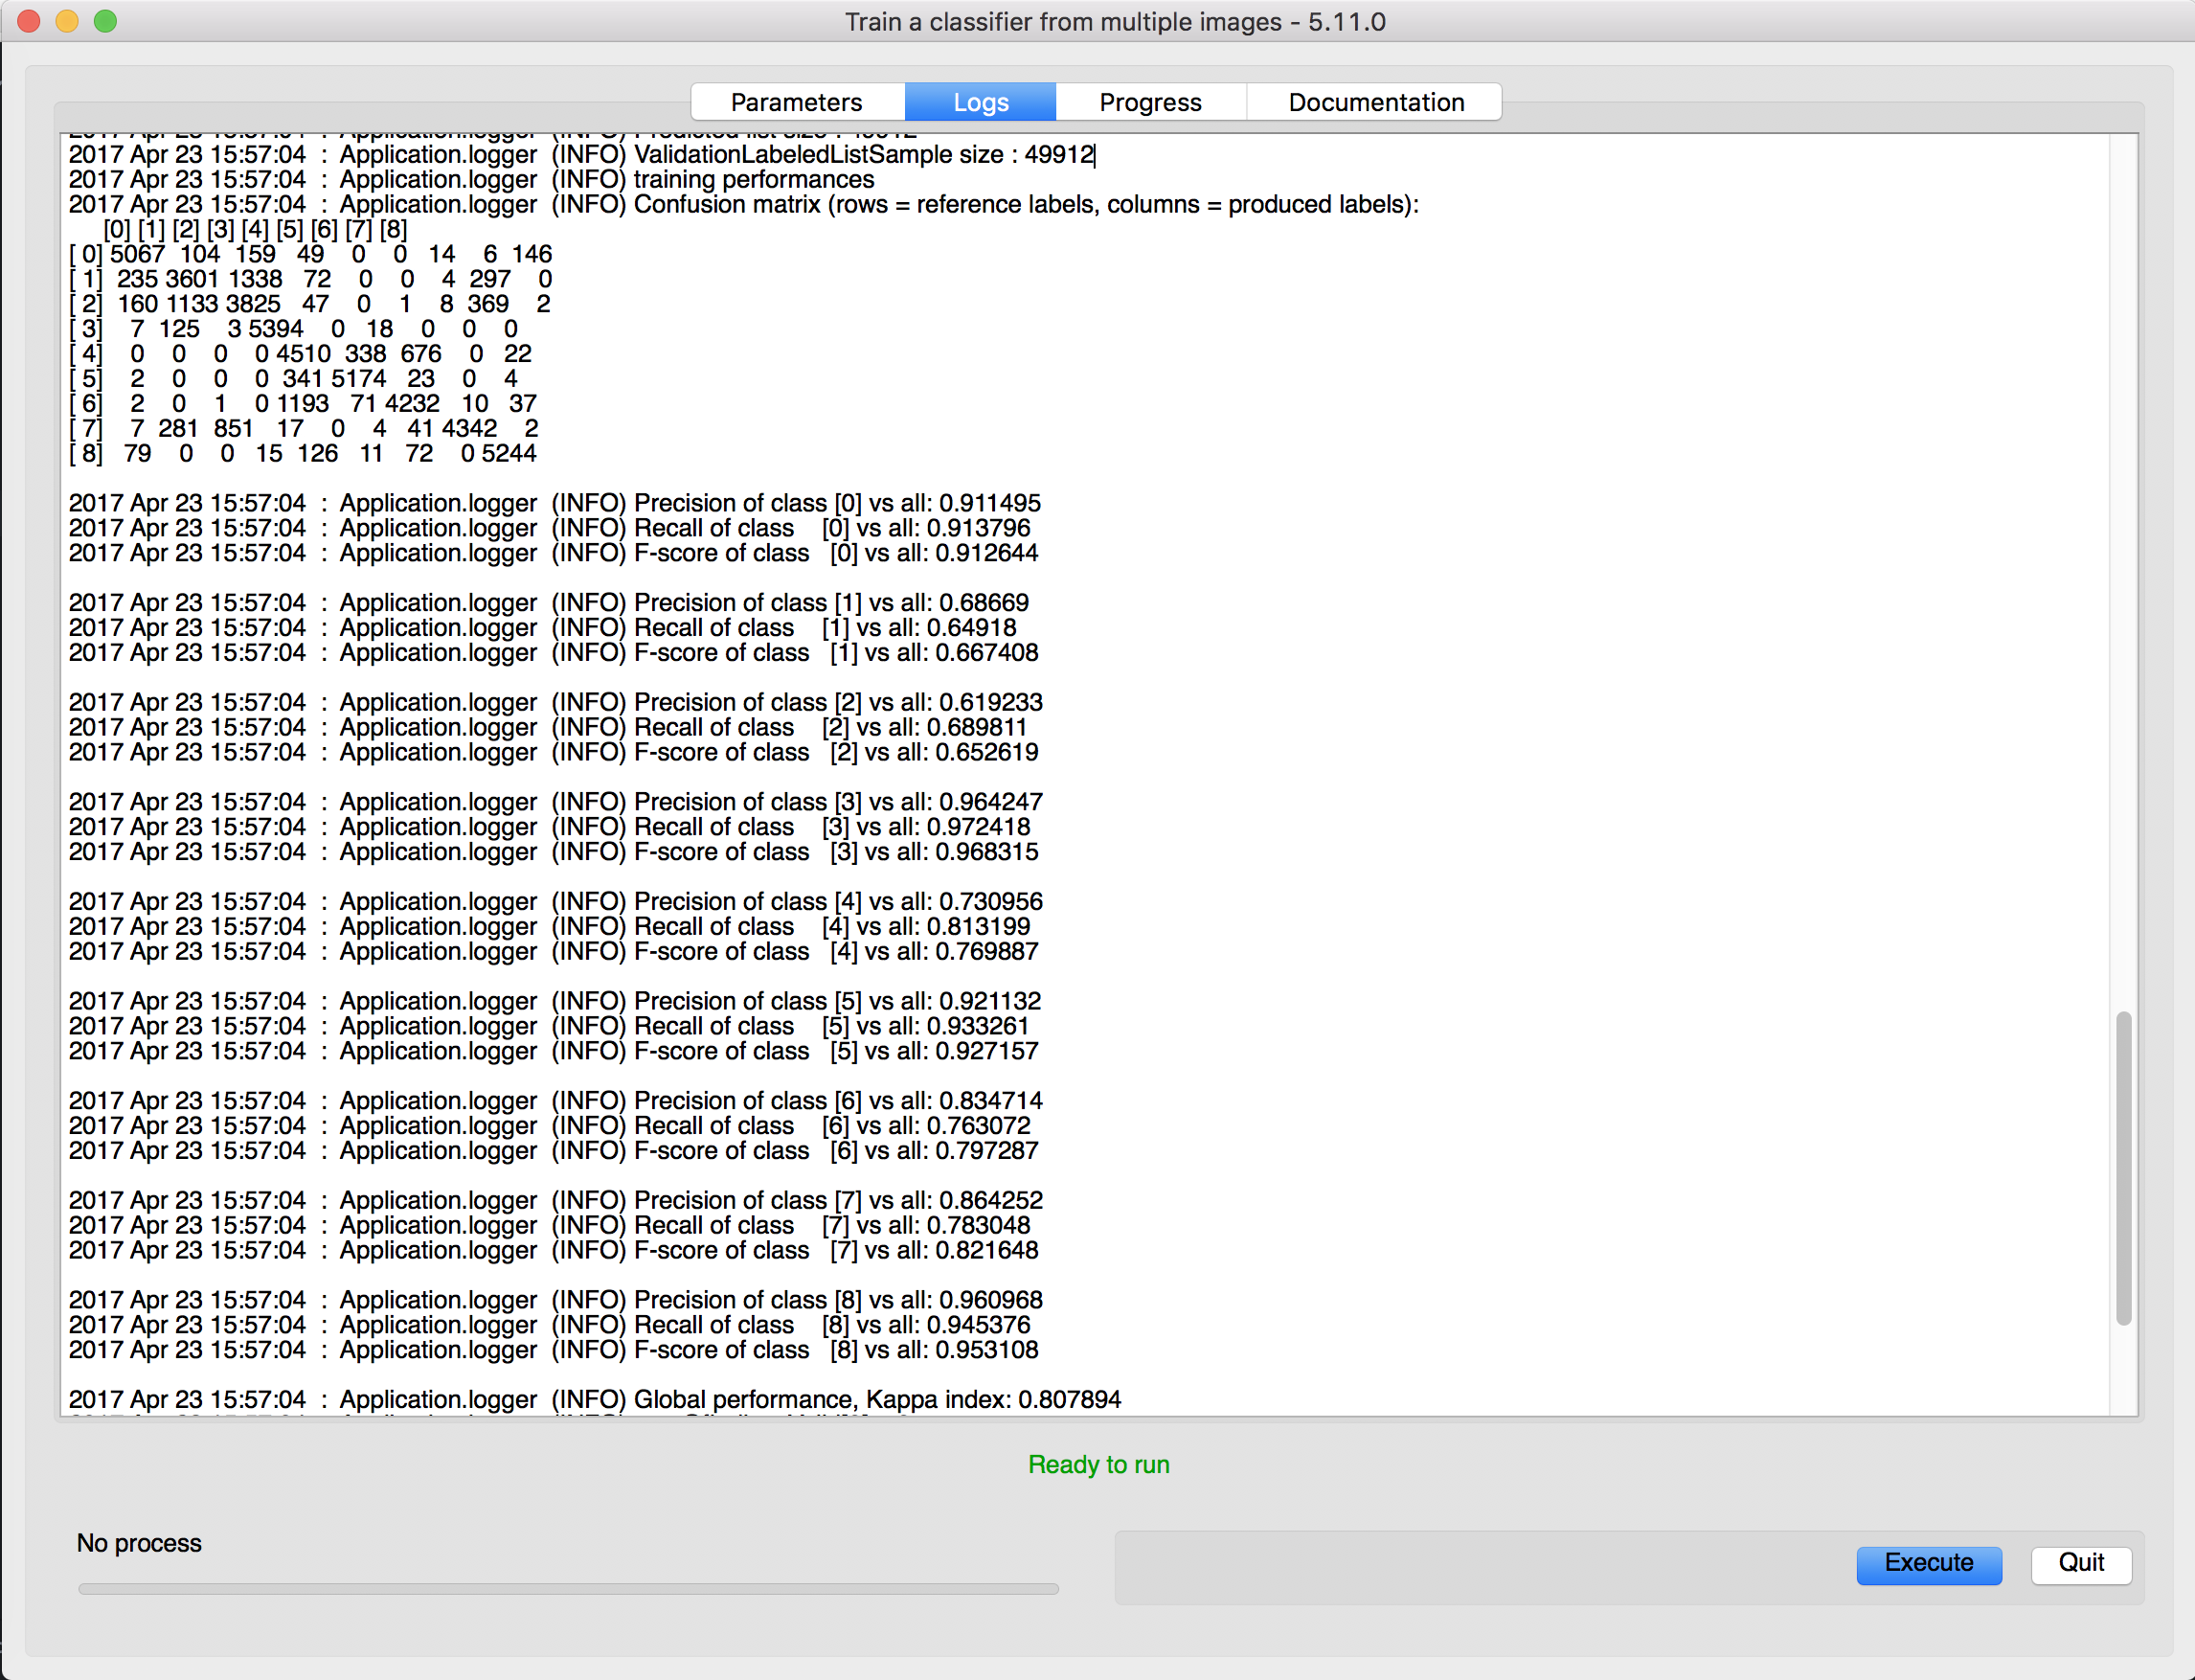 Train a classifier from multiple images - 5.11.0
Parameters Logs Progress Documentation
2017 Apr 23 15:57:04 : Application.logger (INFO) Predicted list size : 49912
2017 Apr 23 15:57:04 : Application.logger (INFO) ValidationLabeledListSample size : 49912
2017 Apr 23 15:57:04 : Application.logger (INFO) training performances
2017 Apr 23 15:57:04 : Application.logger (INFO) Confusion matrix (rows = reference labels, columns = produced labels):
[0] [1] [2] [3] [4] [5] [6] [7] [8]
[ 0] 5067 104 159 49 0 0 14 6 146
[ 1] 235 3601 1338 72 0 0 4 297 0
[ 2] 160 1133 3825 47 0 1 8 369 2
[ 3] 7 125 3 5394 0 18 0 0 0
[ 4] 0 0 0 0 4510 338 676 0 22
[ 5] 2 0 0 0 341 5174 23 0 4
[ 6] 2 0 1 0 1193 71 4232 10 37
[ 7] 7 281 851 17 0 4 41 4342 2
[ 8] 79 0 0 15 126 11 72 0 5244
2017 Apr 23 15:57:04 : Application.logger (INFO) Precision of class [0] vs all: 0.911495
2017 Apr 23 15:57:04 : Application.logger (INFO) Recall of class [0] vs all: 0.913796
2017 Apr 23 15:57:04 : Application.logger (INFO) F-score of class [0] vs all: 0.912644
2017 Apr 23 15:57:04 : Application.logger (INFO) Precision of class [1] vs all: 0.68669
2017 Apr 23 15:57:04 : Application.logger (INFO) Recall of class [1] vs all: 0.64918
2017 Apr 23 15:57:04 : Application.logger (INFO) F-score of class [1] vs all: 0.667408
2017 Apr 23 15:57:04 : Application.logger (INFO) Precision of class [2] vs all: 0.619233
2017 Apr 23 15:57:04 : Application.logger (INFO) Recall of class [2] vs all: 0.689811
2017 Apr 23 15:57:04 : Application.logger (INFO) F-score of class [2] vs all: 0.652619
2017 Apr 23 15:57:04 : Application.logger (INFO) Precision of class [3] vs all: 0.964247
2017 Apr 23 15:57:04 : Application.logger (INFO) Recall of class [3] vs all: 0.972418
2017 Apr 23 15:57:04 : Application.logger (INFO) F-score of class [3] vs all: 0.968315
2017 Apr 23 15:57:04 : Application.logger (INFO) Precision of class [4] vs all: 0.730956
2017 Apr 23 15:57:04 : Application.logger (INFO) Recall of class [4] vs all: 0.813199
2017 Apr 23 15:57:04 : Application.logger (INFO) F-score of class [4] vs all: 0.769887
2017 Apr 23 15:57:04 : Application.logger (INFO) Precision of class [5] vs all: 0.921132
2017 Apr 23 15:57:04 : Application.logger (INFO) Recall of class [5] vs all: 0.933261
2017 Apr 23 15:57:04 : Application.logger (INFO) F-score of class [5] vs all: 0.927157
2017 Apr 23 15:57:04 : Application.logger (INFO) Precision of class [6] vs all: 0.834714
2017 Apr 23 15:57:04 : Application.logger (INFO) Recall of class [6] vs all: 0.763072
2017 Apr 23 15:57:04 : Application.logger (INFO) F-score of class [6] vs all: 0.797287
2017 Apr 23 15:57:04 : Application.logger (INFO) Precision of class [7] vs all: 0.864252
2017 Apr 23 15:57:04 : Application.logger (INFO) Recall of class [7] vs all: 0.783048
2017 Apr 23 15:57:04 : Application.logger (INFO) F-score of class [7] vs all: 0.821648
2017 Apr 23 15:57:04 : Application.logger (INFO) Precision of class [8] vs all: 0.960968
2017 Apr 23 15:57:04 : Application.logger (INFO) Recall of class [8] vs all: 0.945376
2017 Apr 23 15:57:04 : Application.logger (INFO) F-score of class [8] vs all: 0.953108
2017 Apr 23 15:57:04 : Application.logger (INFO) Global performance, Kappa index: 0.807894
Ready to run
No process
Execute Quit